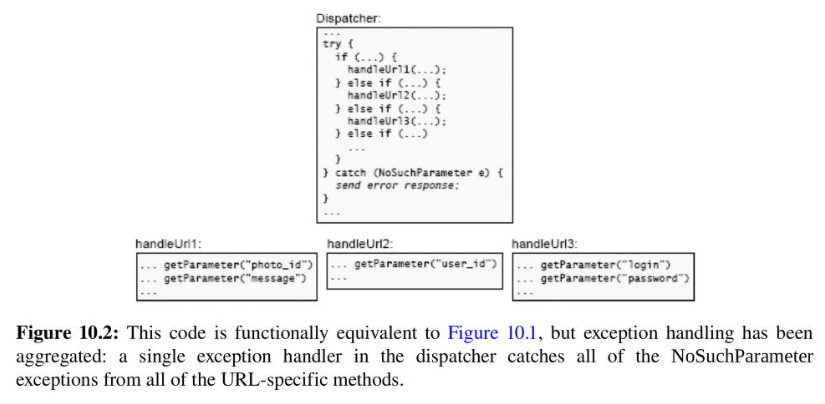 Dispatcher:
...
try {
if (...) {
handleUrl1(...);
} else if (...) {
handleUrl2(...);
} else if (...) {
handleUrl3(...);
} else if (...)
...
}
} catch (NoSuchParameter e) {
send error response;
}
...
handleUrl1:
... getParameter("photo_id")
... getParameter("message")
...
handleUrl2:
... getParameter("user_id")
...
handleUrl3:
... getParameter("login")
... getParameter("password")
...
Figure 10.2: This code is functionally equivalent to Figure 10.1, but exception handling has been
aggregated: a single exception handler in the dispatcher catches all of the NoSuchParameter
exceptions from all of the URL-specific methods.